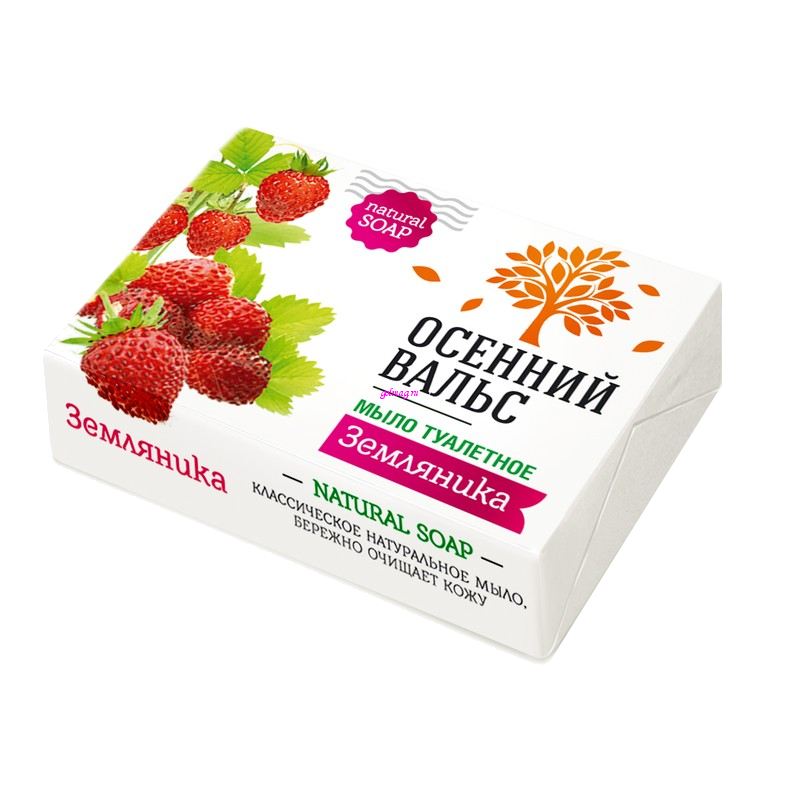 natural
SOAP
ОСЕННИЙ
ВАЛЬС
МЫЛО ТУАЛЕТНОЕ
Земляника
Земляника
NATURAL SOAP
КЛАССИЧЕСКОЕ НАТУРАЛЬНОЕ МЫЛО,
БЕРЕЖНО ОЧИЩАЕТ КОЖУ